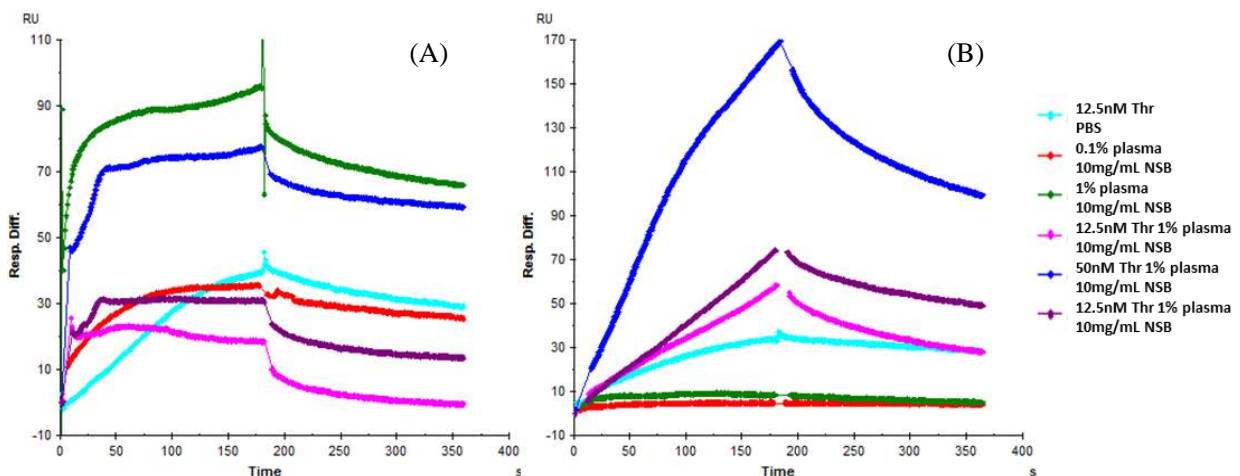 RU
110
90
70
50
30
10
-10
Resp. Diff.
0 50 100 150 200 250 300 350 400
Time
s
(A)
RU
170
150
130
110
90
70
50
30
10
-10
Resp. Diff.
0 50 100 150 200 250 300 350 400
Time
s
(B)
12.5nM Thr
PBS
0.1% plasma
10mg/mL NSB
1% plasma
10mg/mL NSB
12.5nM Thr 1% plasma
10mg/mL NSB
50nM Thr 1% plasma
10mg/mL NSB
12.5nM Thr 1% plasma
10mg/mL NSB